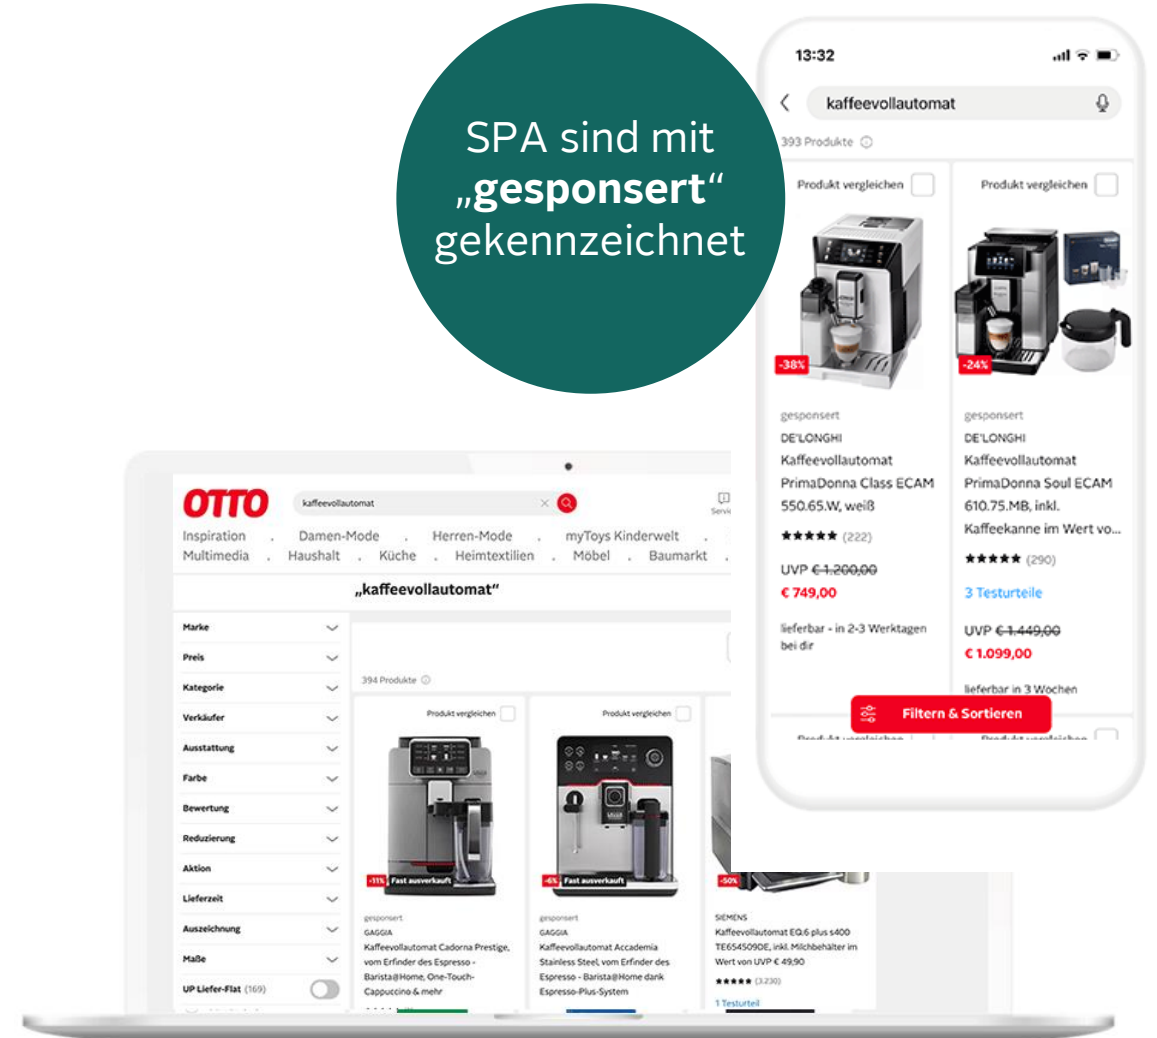 SPA sind mit
„gesponsert“
gekennzeichnet
13:32
kaffeevollautomat
393 Produkte
Produkt vergleichen
Produkt vergleichen
-38%
-24%
gesponsert
DE'LONGHI
Kaffeevollautomat
PrimaDonna Class ECAM
550.65.W, weiß
★★★★★ (222)
UVP € 1.200,00
€ 749,00
lieferbar - in 2-3 Werktagen
bei dir
gesponsert
DE'LONGHI
Kaffeevollautomat
PrimaDonna Soul ECAM
610.75.MB, inkl.
Kaffeekanne im Wert vo...
★★★★★ (290)
3 Testurteile
UVP € 1.449,00
€ 1.099,00
lieferbar in 3 Wochen
Filtern & Sortieren
Produkt vergleichen
Produkt vergleichen
OTTO
kaffeevollautomat
Inspiration . Damen-Mode . Herren-Mode . myToys Kinderwelt .
Multimedia . Haushalt . Küche . Heimtextilien . Möbel . Baumarkt .
„kaffeevollautomat“
Marke
Preis
Kategorie
Verkäufer
Ausstattung
Farbe
Bewertung
Reduzierung
Aktion
Lieferzeit
Auszeichnung
Maße
UP Liefer-Flat (169)
394 Produkte
Produkt vergleichen
Produkt vergleichen
-11% Fast ausverkauft
-6% Fast ausverkauft
-50%
gesponsert
GAGGIA
Kaffeevollautomat Cadorna Prestige,
vom Erfinder des Espresso -
Barista@Home, One-Touch-
Cappuccino & mehr
gesponsert
GAGGIA
Kaffeevollautomat Accademia
Stainless Steel, vom Erfinder des
Espresso - Barista@Home dank
Espresso-Plus-System
SIEMENS
Kaffeevollautomat EQ.6 plus s400
TE654509DE, inkl. Milchbehälter im
Wert von UVP € 49,90
★★★★★ (3.230)
1 Testurteil